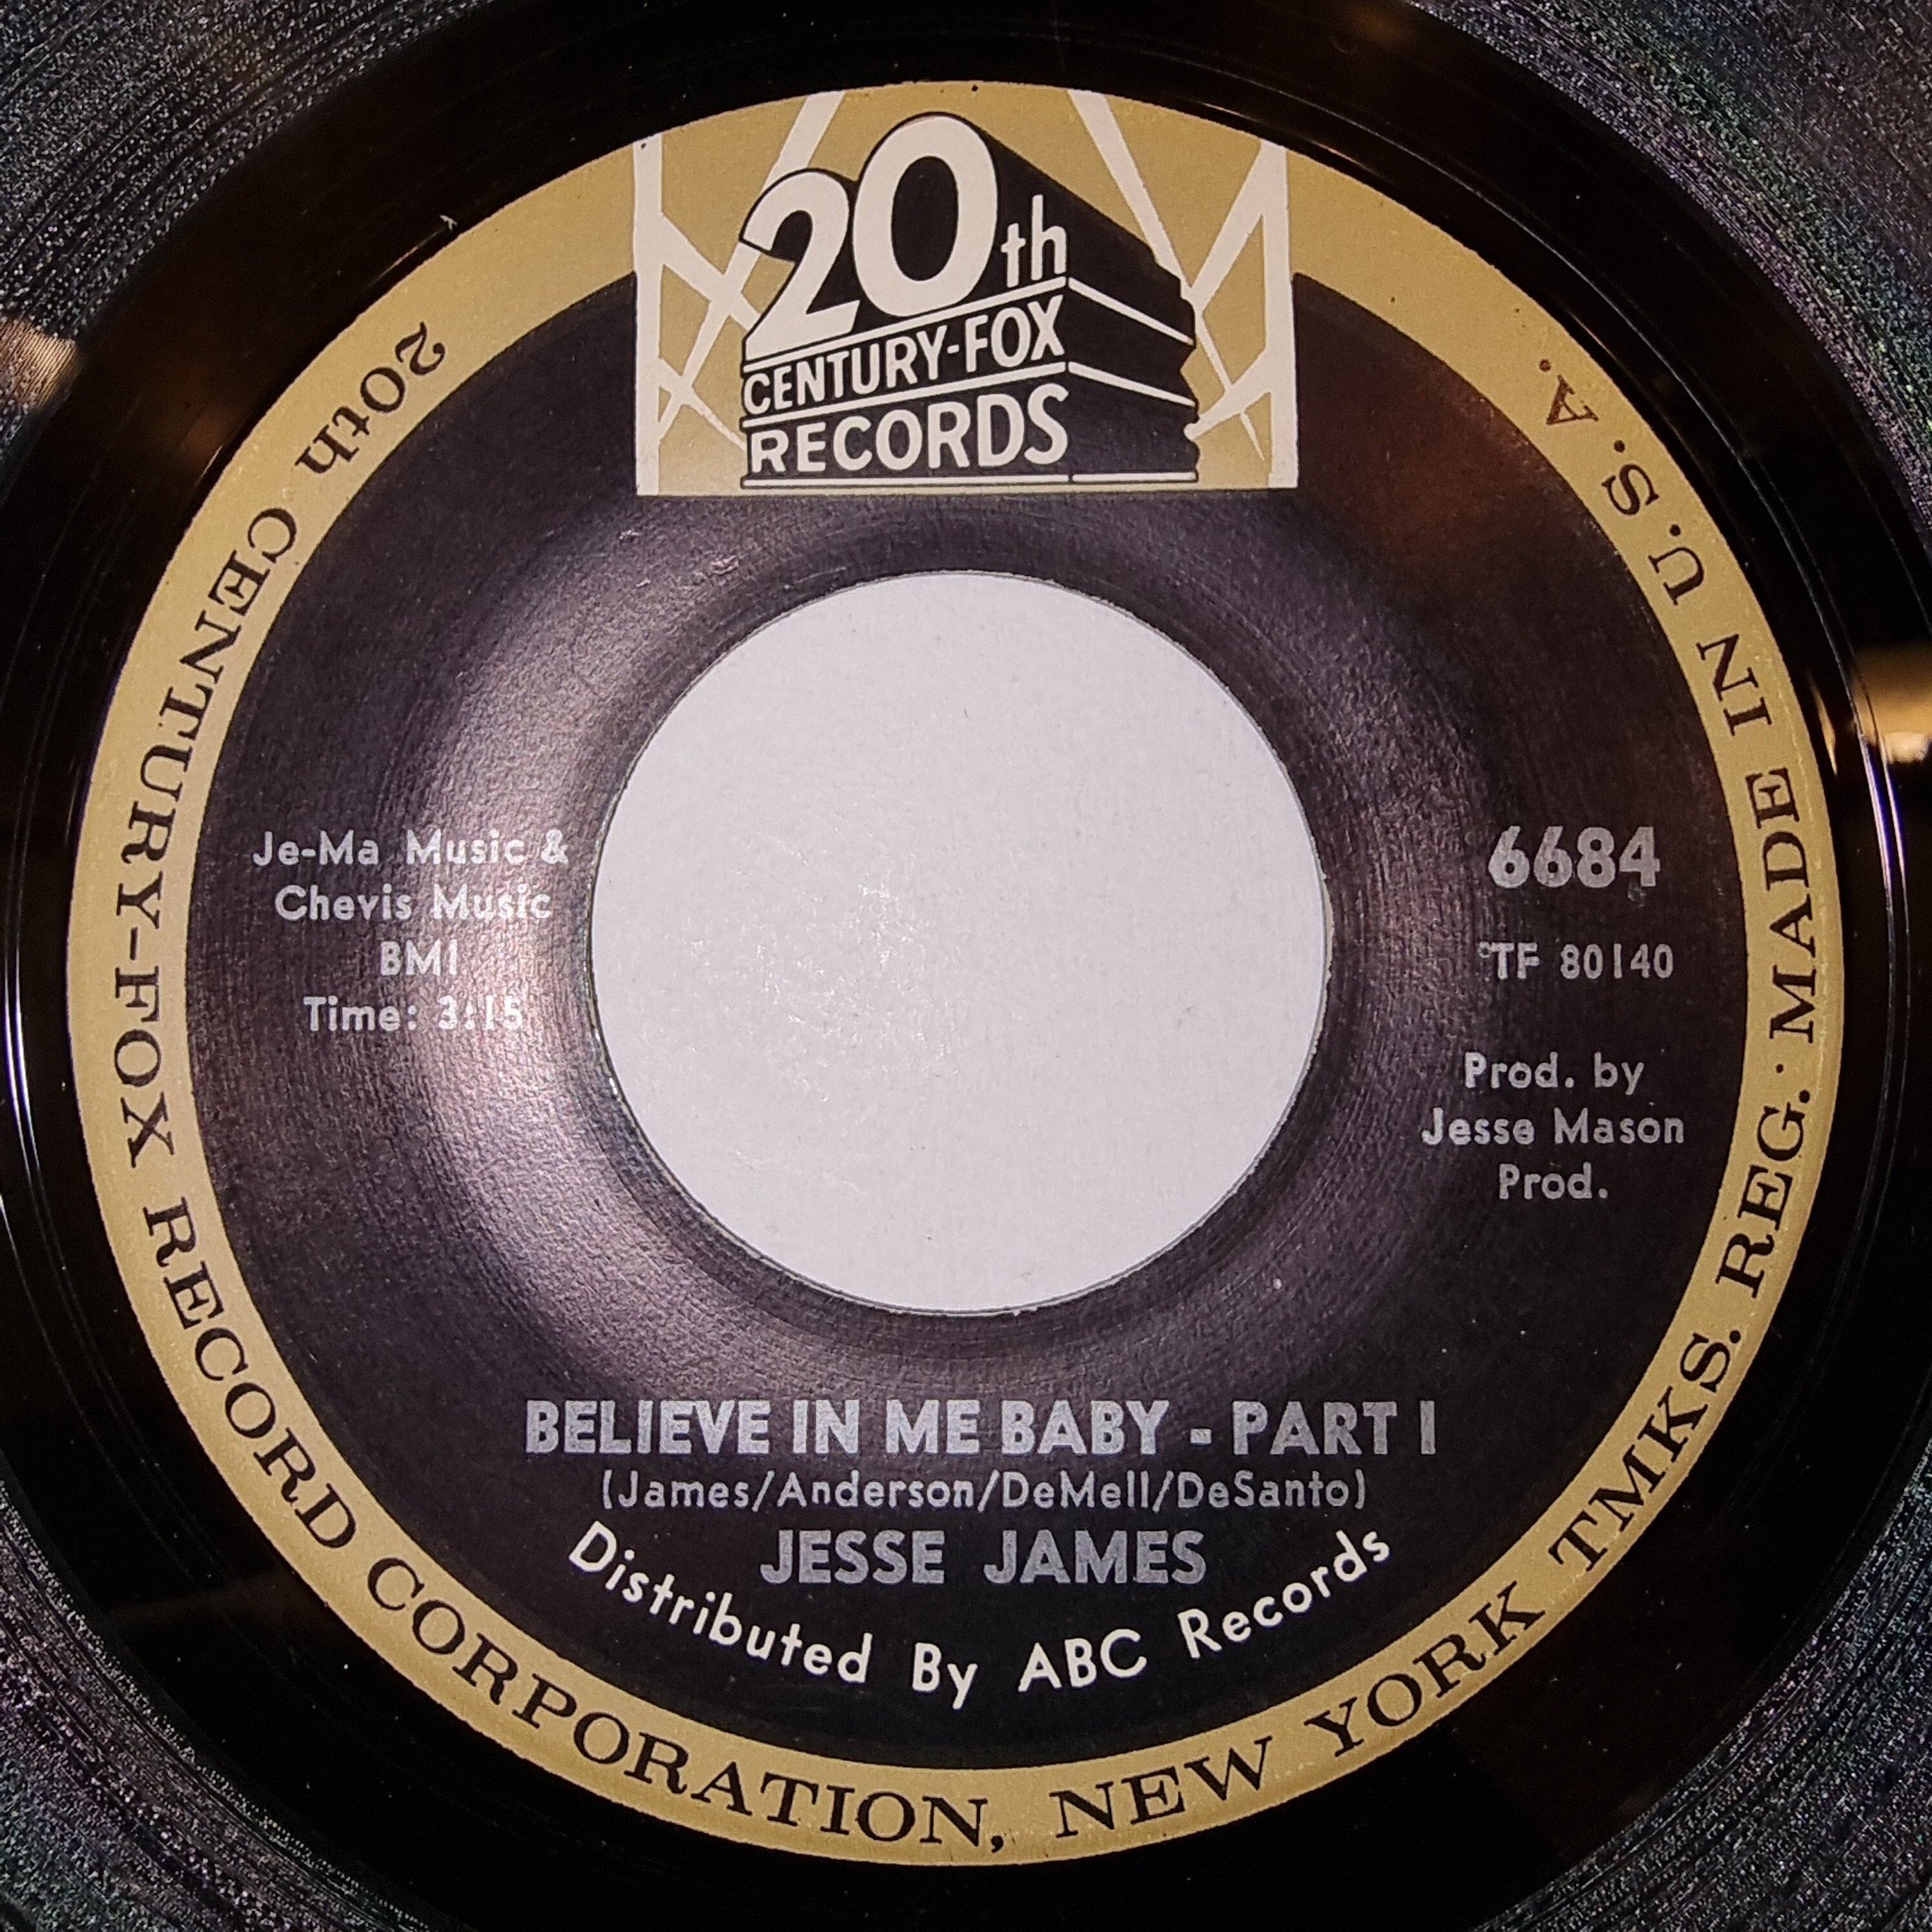 20th
CENTURY-FOX
RECORDS
Je-Ma Music &
Chevis Music
BMI
Time: 3:15
6684
TF 80140
Prod. by
Jesse Mason
Prod.
BELIEVE IN ME BABY - PART I
(James/Anderson/DeMell/DeSanto)
JESSE JAMES
Distributed By ABC Records
20th CENTURY-FOX RECORD CORPORATION, NEW YORK TMKS. REG. MADE IN U.S.A.